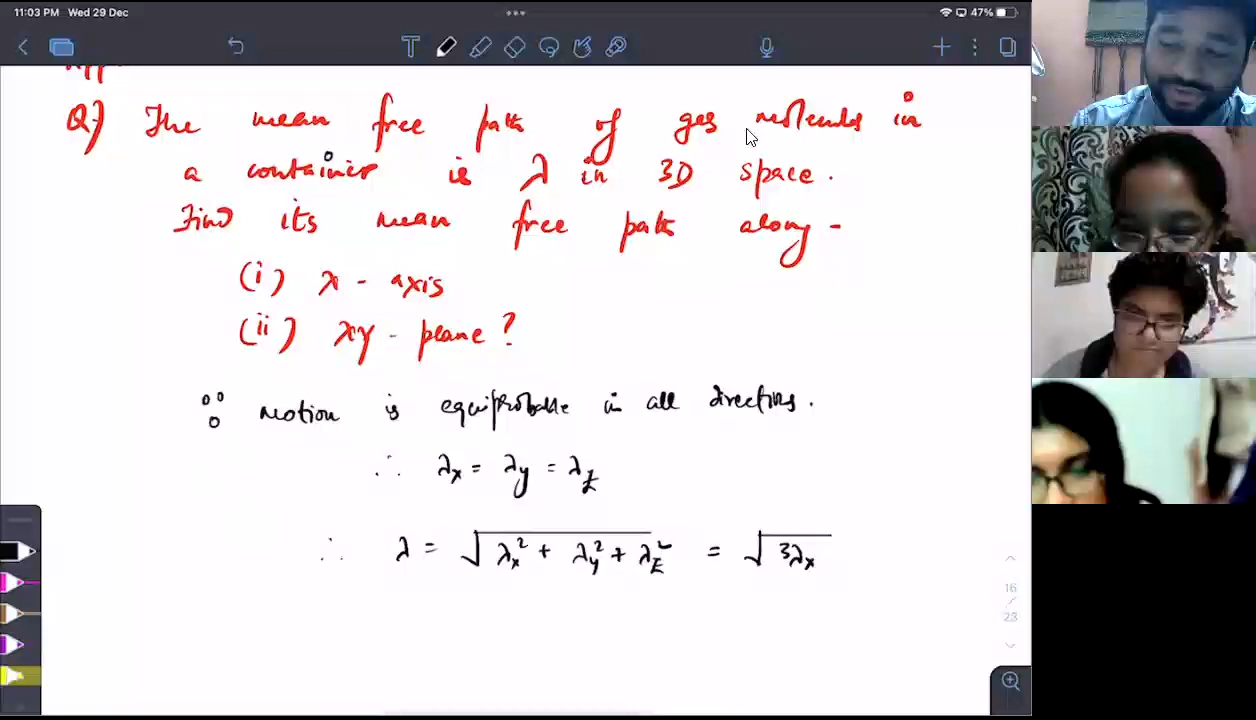 11:03 PM Wed 29 Dec
47%
Q) The mean free path of gas molecules in
a container is λ in 3D space.
Find its mean free path along -
(i) x - axis
(ii) xy - plane?
∵ motion is equiprobable in all directions.
∴ λx = λy = λz
∴ λ = √(λx² + λy² + λz²) = √3λx
16
23